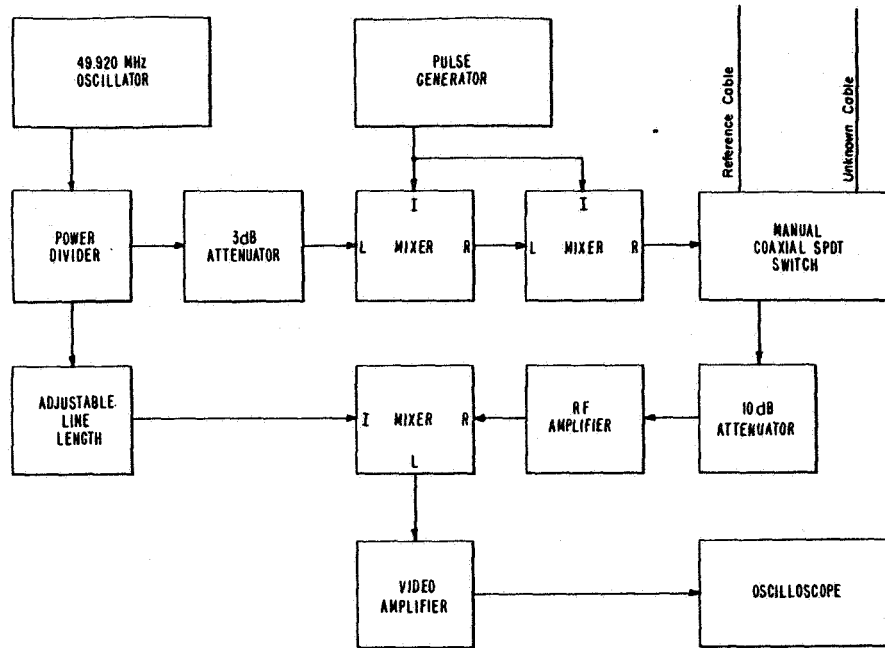 49.920 MHz
OSCILLATOR
PULSE
GENERATOR
Reference Cable
Unknown Cable
POWER
DIVIDER
3dB
ATTENUATOR
I
L MIXER R
I
L MIXER R
MANUAL
COAXIAL SPDT
SWITCH
ADJUSTABLE
LINE
LENGTH
I MIXER R
L
RF
AMPLIFIER
10dB
ATTENUATOR
VIDEO
AMPLIFIER
OSCILLOSCOPE